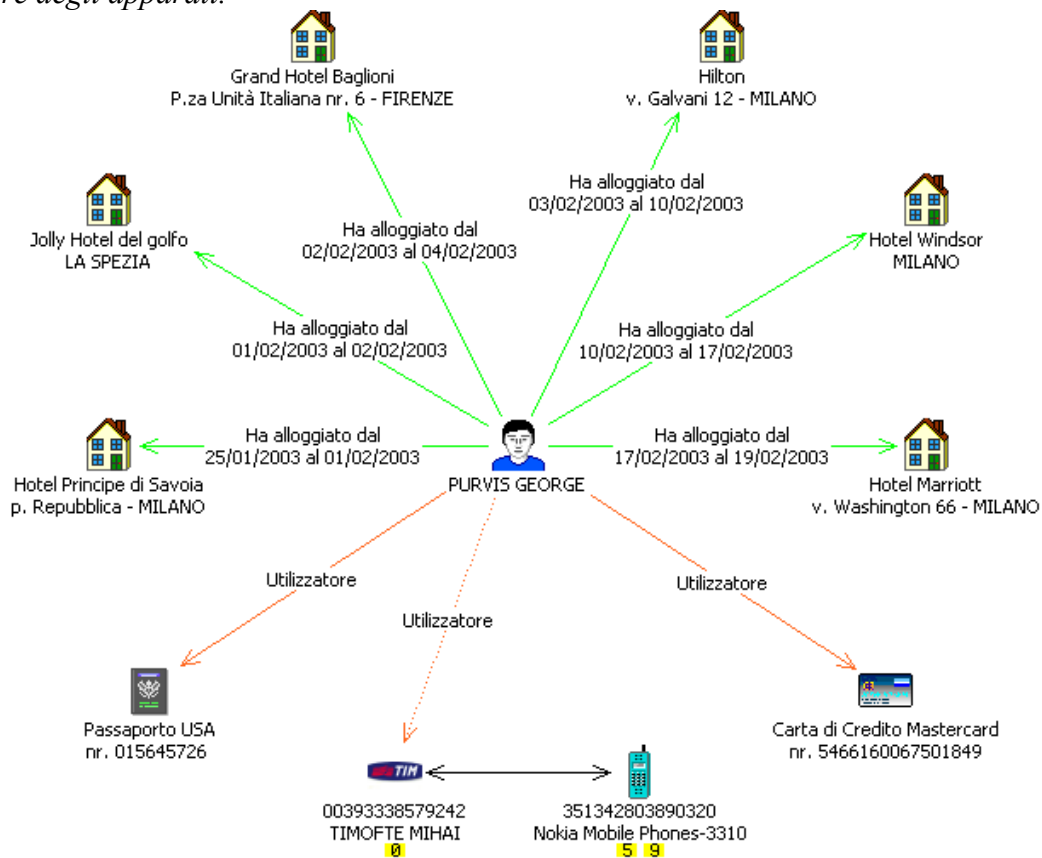 re degli apparati.
Grand Hotel Baglioni
P.za Unità Italiana nr. 6 - FIRENZE
Hilton
v. Galvani 12 - MILANO
Ha alloggiato dal
03/02/2003 al 10/02/2003
Ha alloggiato dal
02/02/2003 al 04/02/2003
Jolly Hotel del golfo
LA SPEZIA
Hotel Windsor
MILANO
Ha alloggiato dal
01/02/2003 al 02/02/2003
Ha alloggiato dal
10/02/2003 al 17/02/2003
Ha alloggiato dal
25/01/2003 al 01/02/2003
Ha alloggiato dal
17/02/2003 al 19/02/2003
Hotel Principe di Savoia
p. Repubblica - MILANO
PURVIS GEORGE
Hotel Marriott
v. Washington 66 - MILANO
Utilizzatore
Utilizzatore
Utilizzatore
Passaporto USA
nr. 015645726
Carta di Credito Mastercard
nr. 5466160067501849
TIM
003933338579242
TIMOFTE MIHAI
0
351342803890320
Nokia Mobile Phones-3310
5 9